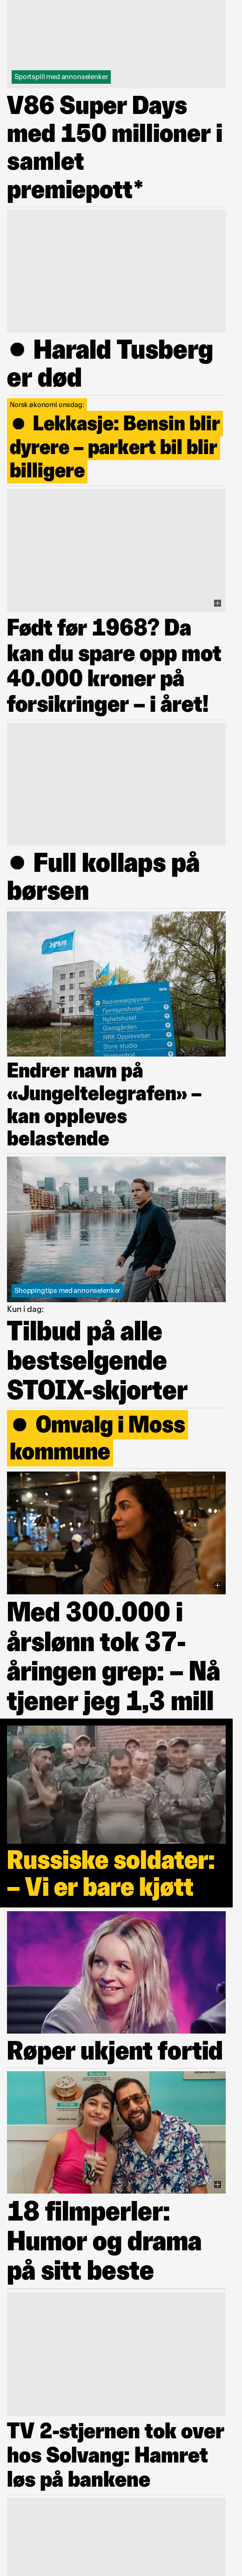 Sportspill med annonselenker
V86 Super Days
med 150 millioner i
samlet
premiepott*
Harald Tusberg
er død
Norsk økonomi onsdag:
Lekkasje: Bensin blir
dyrere – parkert bil blir
billigere
Født før 1968? Da
kan du spare opp mot
40.000 kroner på
forsikringer – i året!
Full kollaps på
børsen
NRK
Radioresepsjonen
Fjernsynshuset
Nyhetshuset
Glassgården
NRK Opplevelser
Store studio
Endrer navn på
«Jungeltelegrafen» –
kan oppleves
belastende
Shoppingtips med annonselenker
Kun i dag:
Tilbud på alle
bestselgende
STOIX-skjorter
Omvalg i Moss
kommune
Med 300.000 i
årslønn tok 37-
åringen grep: – Nå
tjener jeg 1,3 mill
Russiske soldater:
– Vi er bare kjøtt
Røper ukjent fortid
18 filmperler:
Humor og drama
på sitt beste
TV 2-stjernen tok over
hos Solvang: Hamret
løs på bankene